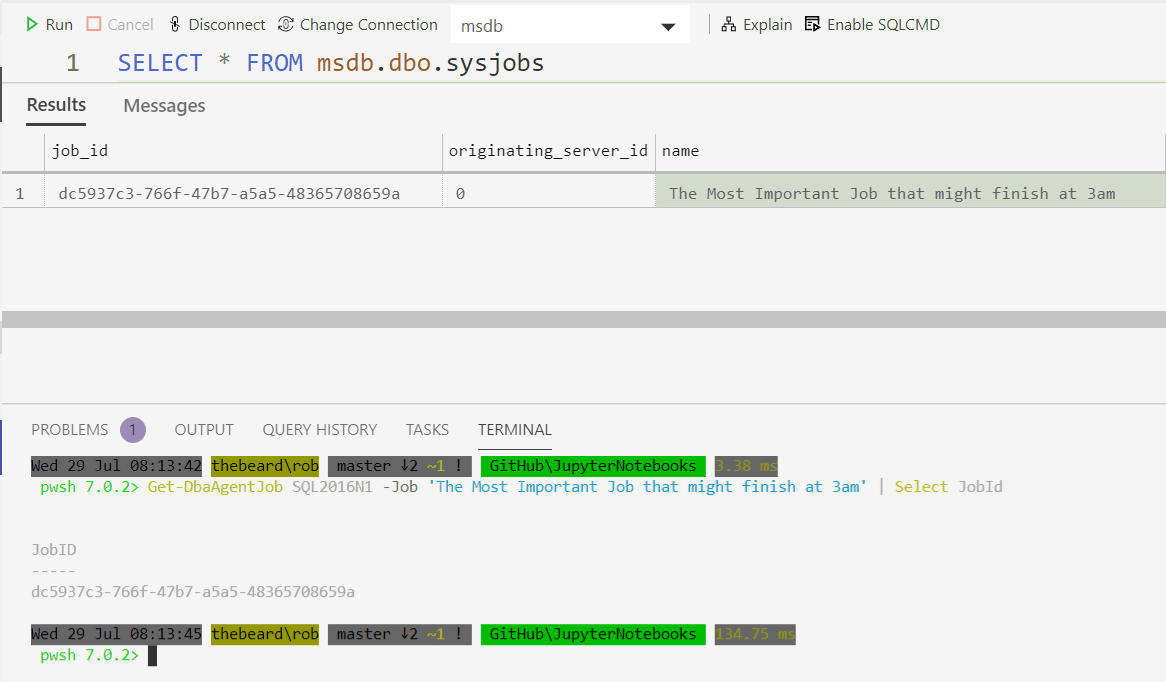 Run Cancel Disconnect Change Connection msdb Explain Enable SQLCMD
1 SELECT * FROM msdb.dbo.sysjobs
Results Messages
job_id originating_server_id name
1 dc5937c3-766f-47b7-a5a5-48365708659a 0 The Most Important Job that might finish at 3am
PROBLEMS 1 OUTPUT QUERY HISTORY TASKS TERMINAL
Wed 29 Jul 08:13:42 thebeard\rob master ↓2 ~1 ! GitHub\JupyterNotebooks 3.38 ms
pwsh 7.0.2> Get-DbaAgentJob SQL2016N1 -Job 'The Most Important Job that might finish at 3am' | Select JobId
JobID
-----
dc5937c3-766f-47b7-a5a5-48365708659a
Wed 29 Jul 08:13:45 thebeard\rob master ↓2 ~1 ! GitHub\JupyterNotebooks 134.75 ms
pwsh 7.0.2>